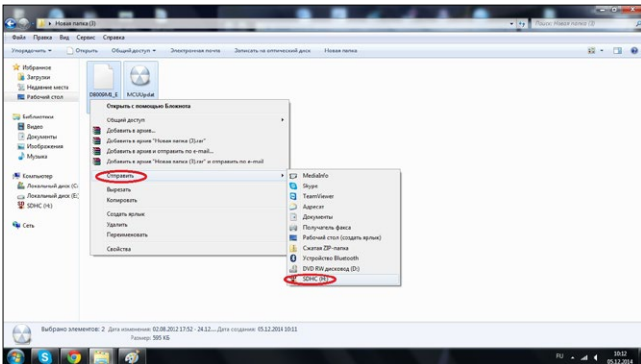 Новая папка (3)
Поиск: Новая папка (3)
Файл Правка Вид Сервис Справка
Упорядочить Открыть Общий доступ Электронная почта Записать на оптический диск Новая папка
Избранное
Загрузки
Недавние места
Рабочий стол
Библиотеки
Видео
Документы
Изображения
Музыка
Компьютер
Локальный диск (C:
Локальный диск (E:
SDHC (H:)
Сеть
D8009ML_E MCUUpdat
Открыть с помощью Блокнота
Общий доступ
Добавить в архив...
Добавить в архив "Новая папка (3).rar"
Добавить в архив и отправить по e-mail...
Добавить в архив "Новая папка (3).rar" и отправить по e-mail
Отправить
Вырезать
Копировать
Создать ярлык
Удалить
Переименовать
Свойства
MediaInfo
Skype
TeamViewer
Адресат
Документы
Получатель факса
Рабочий стол (создать ярлык)
Сжатая ZIP-папка
Устройство Bluetooth
DVD RW дисковод (D:)
SDHC (H:)
Выбрано элементов: 2 Дата изменения: 02.08.2012 17:52 - 24.12.... Дата создания: 05.12.2014 10:11
Размер: 595 КБ
RU
10:12
05.12.2014